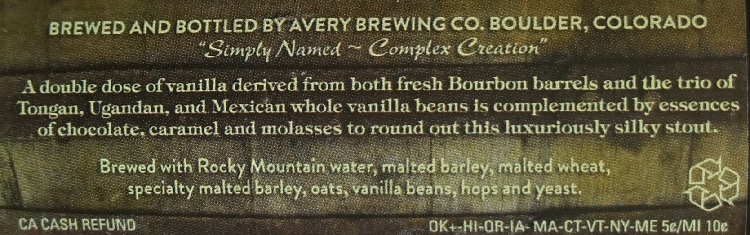 BREWED AND BOTTLED BY AVERY BREWING CO. BOULDER, COLORADO
"Simply Named ~ Complex Creation"
A double dose of vanilla derived from both fresh Bourbon barrels and the trio of
Tongan, Ugandan, and Mexican whole vanilla beans is complemented by essences
of chocolate, caramel and molasses to round out this luxuriously silky stout.
Brewed with Rocky Mountain water, malted barley, malted wheat,
specialty malted barley, oats, vanilla beans, hops and yeast.
CA CASH REFUND OK+-HI-OR-IA- MA-CT-VT-NY-ME 5¢/MI 10¢